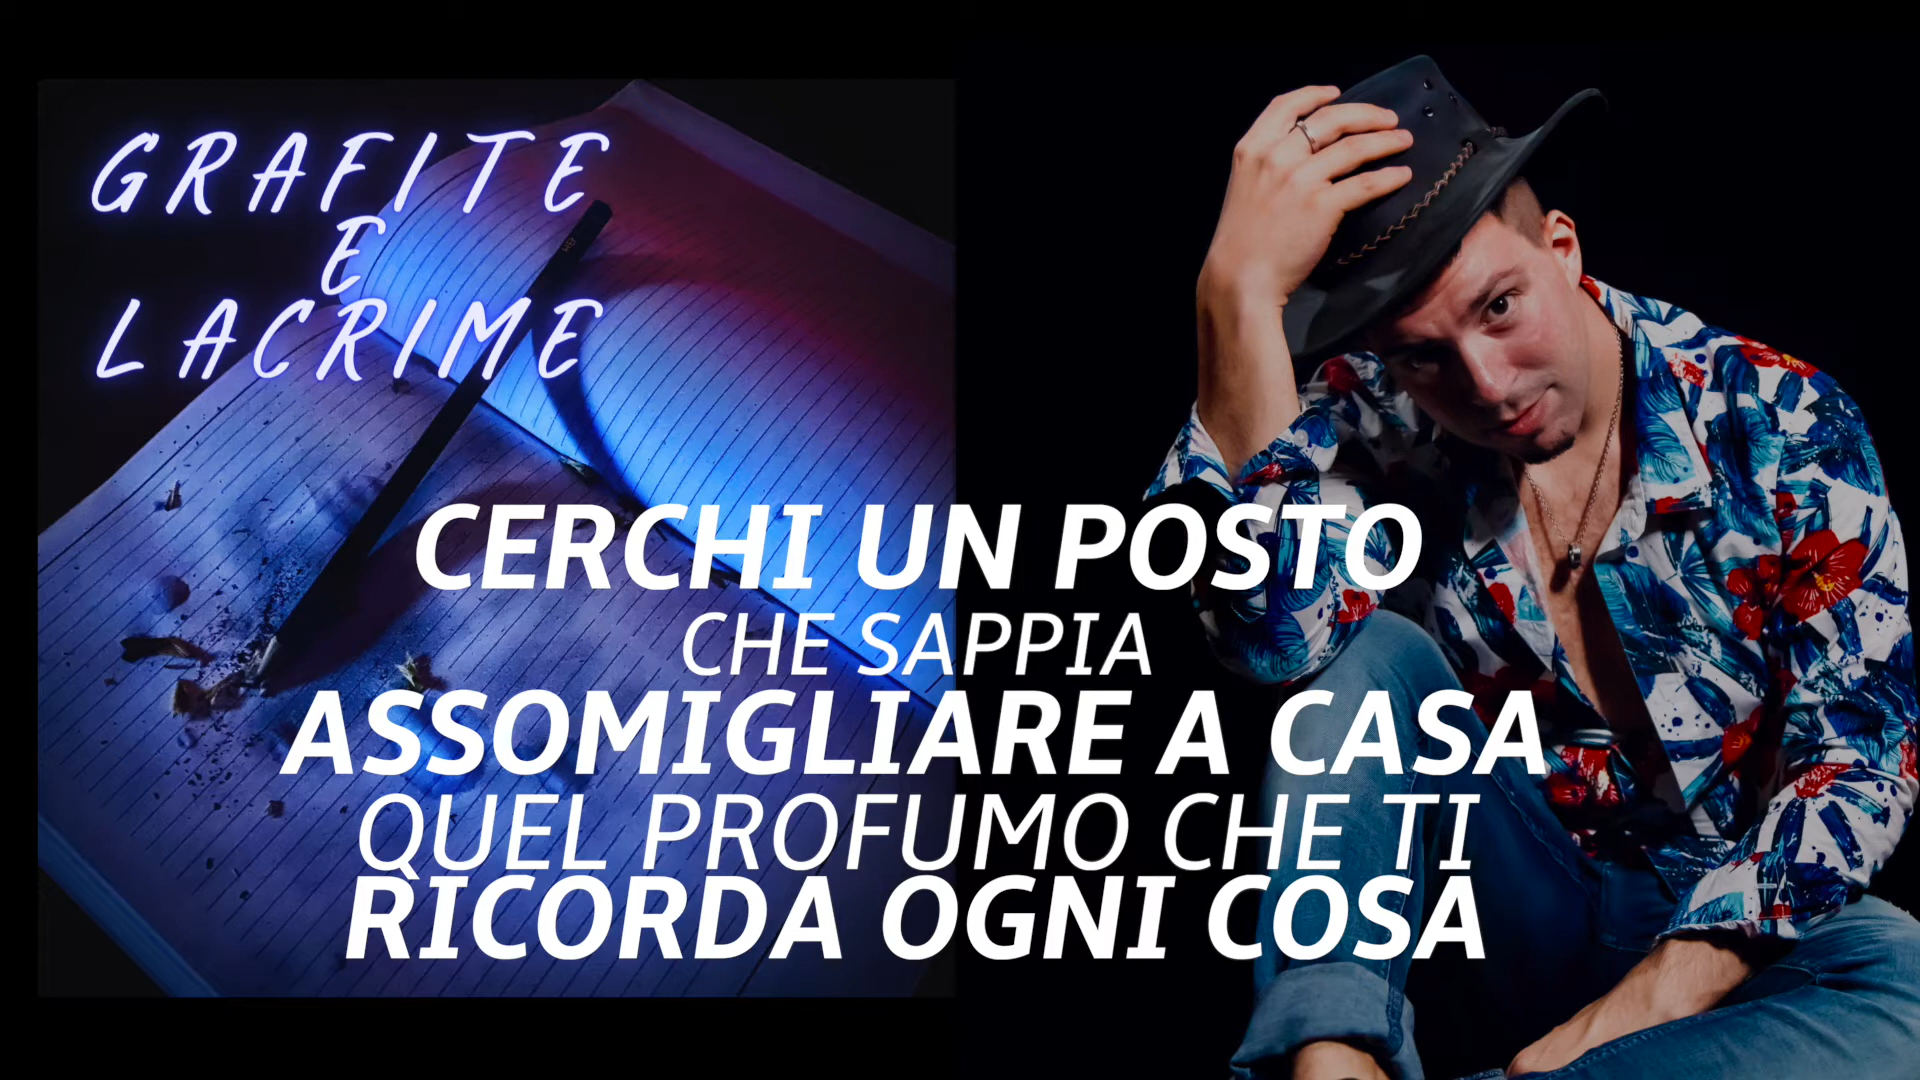 GRAFITE
E
LACRIME
CERCHI UN POSTO
CHE SAPPIA
ASSOMIGLIARE A CASA
QUEL PROFUMO CHE TI
RICORDA OGNI COSA